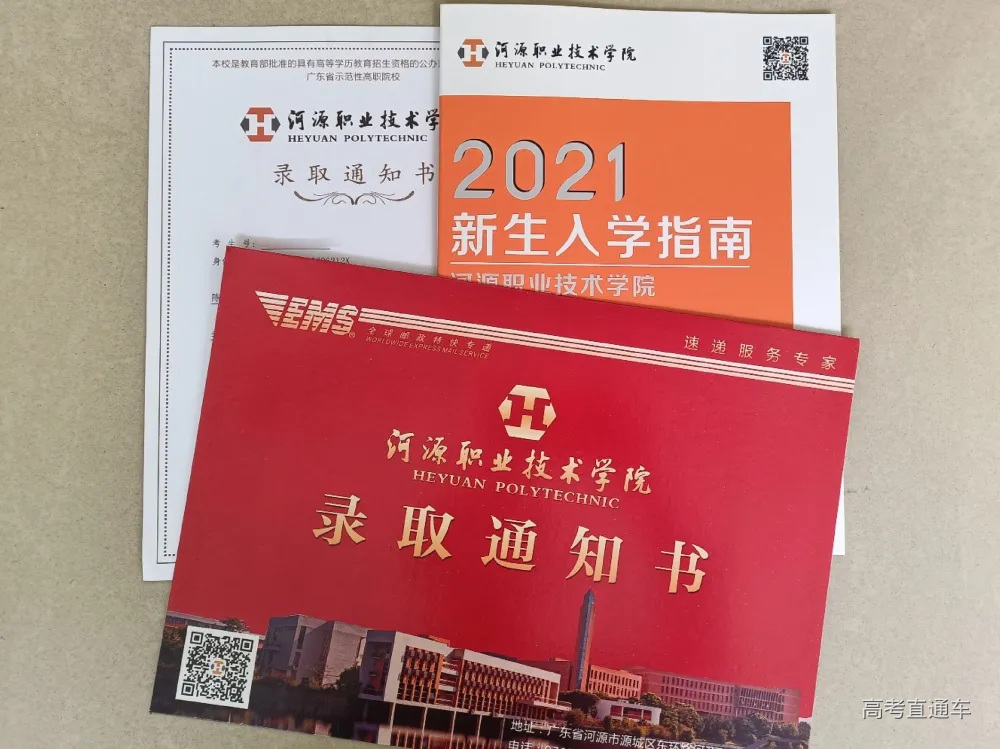 本校是教育部批准的具有高等学历教育招生资格的公办
广东省示范性高职院校
河源职业技术学
HEYUAN POLYTECHNIC
录取通知书
考生号:
河源职业技术学院
HEYUAN POLYTECHNIC
2021
新生入学指南
河源职业技术学院
EMS
全球邮政特快专递
WORLDWIDE EXPRESS MAIL SERVICE
速递服务专家
河源职业技术学院
HEYUAN POLYTECHNIC
录取通知书
地址:广东省河源市源城区东环路
高考直通车